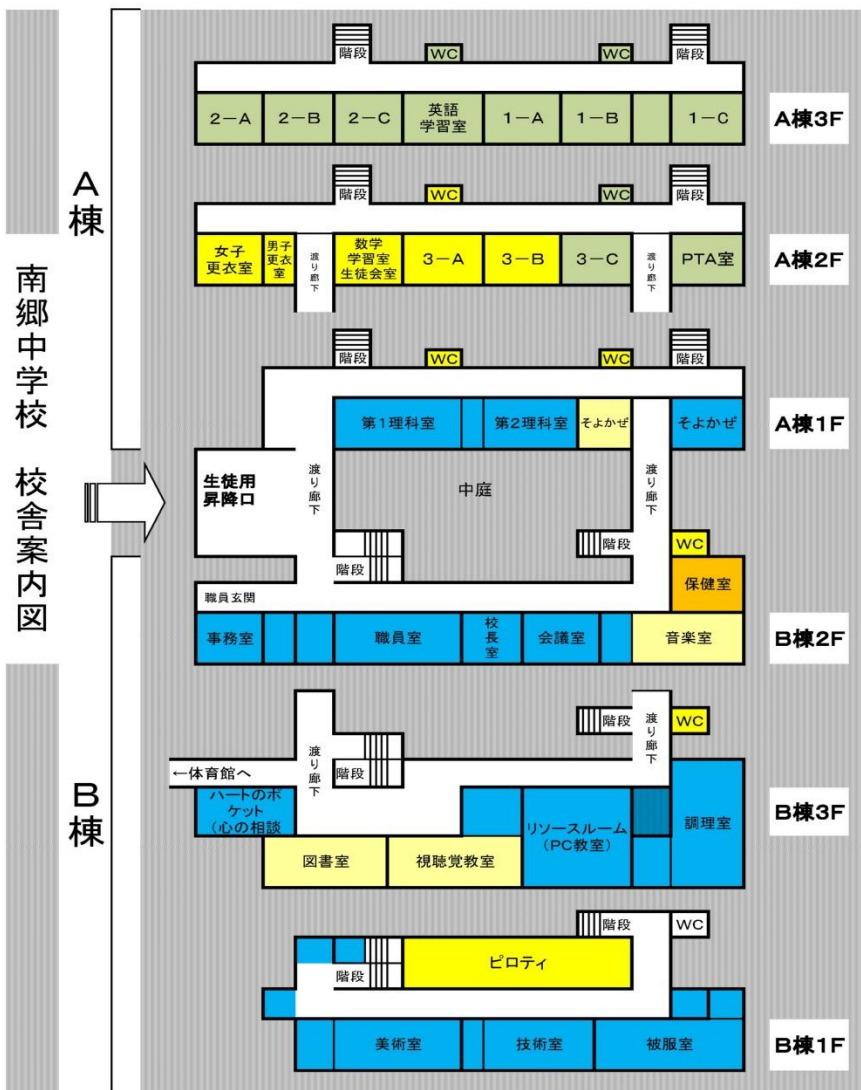 南郷中学校 校舎案内図
A棟
B棟
階段
WC
WC
階段
2－A
2－B
2－C
英語
学習室
1－A
1－B
1－C
A棟3F
階段
WC
WC
階段
女子
更衣室
男子
更衣
室
渡り廊下
数学
学習室
生徒会室
3－A
3－B
3－C
渡り廊下
PTA室
A棟2F
階段
WC
WC
階段
第1理科室
第2理科室
そよかぜ
そよかぜ
A棟1F
生徒用
昇降口
渡り廊下
中庭
渡り廊下
階段
階段
WC
保健室
職員玄関
事務室
職員室
校長室
会議室
音楽室
B棟2F
渡り廊下
階段
階段
渡り廊下
WC
←体育館へ
ハートのポ
ケット
(心の相談
リソースルーム
(PC教室)
調理室
図書室
視聴覚教室
B棟3F
階段
WC
階段
ピロティ
美術室
技術室
被服室
B棟1F